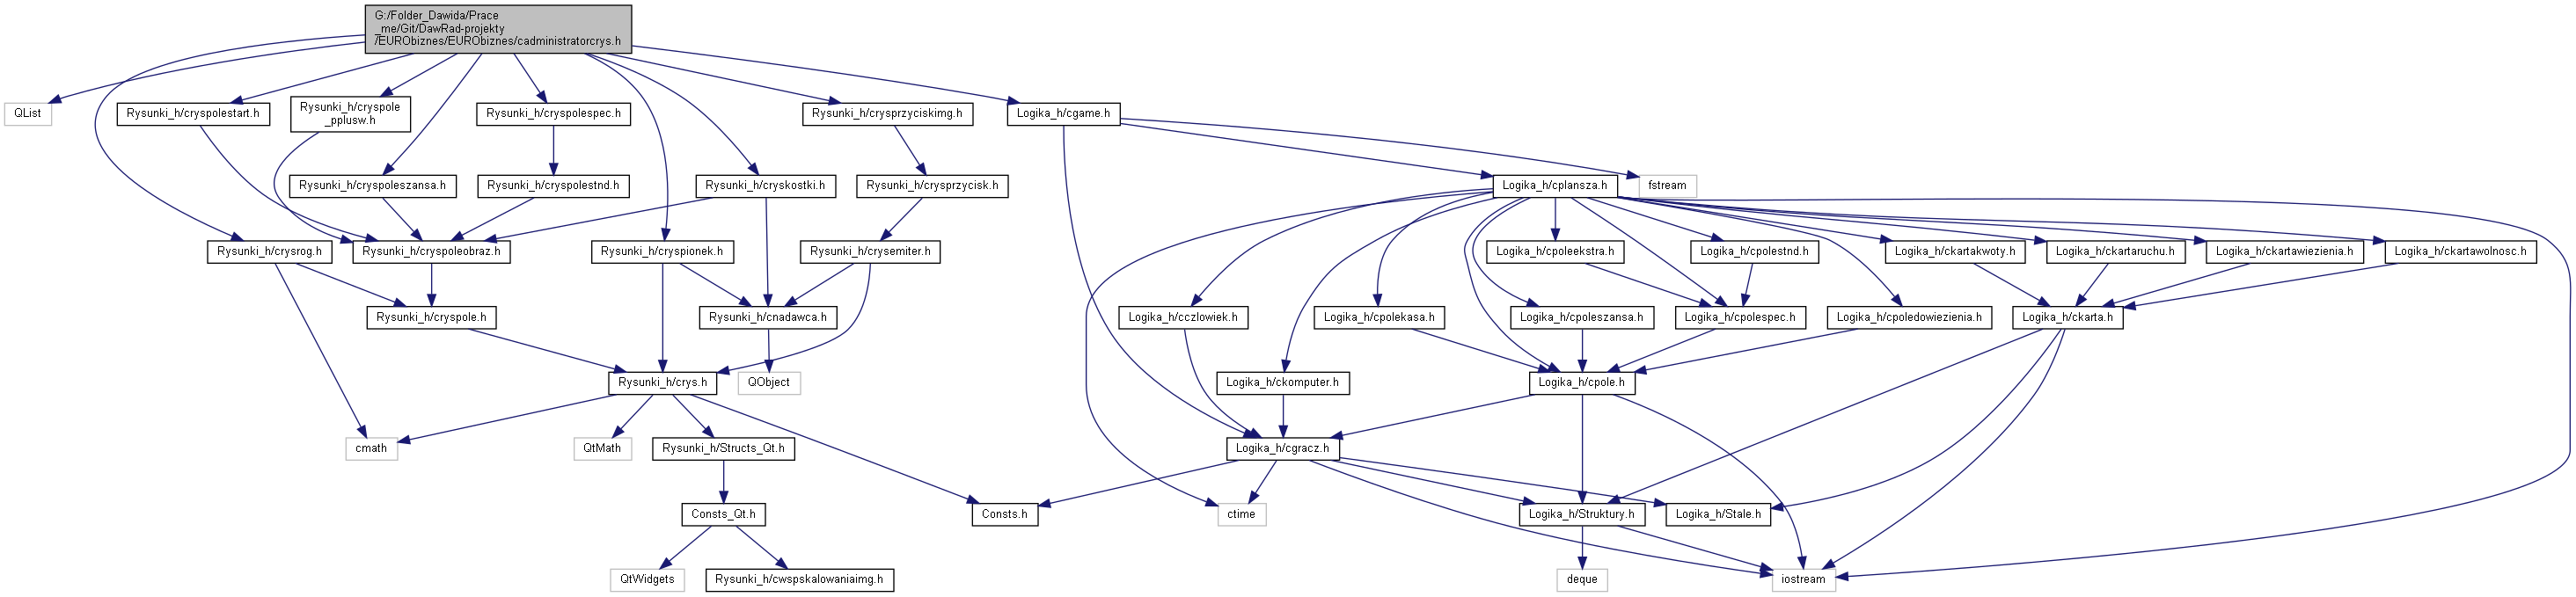 G:/Folder_Dawida/Prace
_me/Git/DawRad-projekty
/EURObiznes/EURObiznes/cadministratorcrys.h
QList
Rysunki_h/cryspolestart.h
Rysunki_h/cryspole
_pplusw.h
Rysunki_h/cryspolespec.h
Rysunki_h/crysprzyciskimg.h
Logika_h/cgame.h
Rysunki_h/cryspoleszansa.h
Rysunki_h/cryspolestnd.h
Rysunki_h/cryskostki.h
Rysunki_h/crysprzycisk.h
Logika_h/cplansza.h
fstream
Rysunki_h/crysrog.h
Rysunki_h/cryspoleobraz.h
Rysunki_h/cryspionek.h
Rysunki_h/crysemiter.h
Logika_h/cpoleekstra.h
Logika_h/cpolestnd.h
Logika_h/ckartakwoty.h
Logika_h/ckartaruchu.h
Logika_h/ckartawiezienia.h
Logika_h/ckartawolnosc.h
Rysunki_h/cryspole.h
Rysunki_h/cnadawca.h
Logika_h/cczlowiek.h
Logika_h/cpolekasa.h
Logika_h/cpoleszansa.h
Logika_h/cpolespec.h
Logika_h/cpoledowiezienia.h
Logika_h/ckarta.h
Rysunki_h/crys.h
QObject
Logika_h/ckomputer.h
Logika_h/cpole.h
cmath
QtMath
Rysunki_h/Structs_Qt.h
Logika_h/cgracz.h
Consts_Qt.h
Consts.h
ctime
Logika_h/Struktury.h
Logika_h/Stale.h
QtWidgets
Rysunki_h/cwspskalowaniaimg.h
deque
iostream